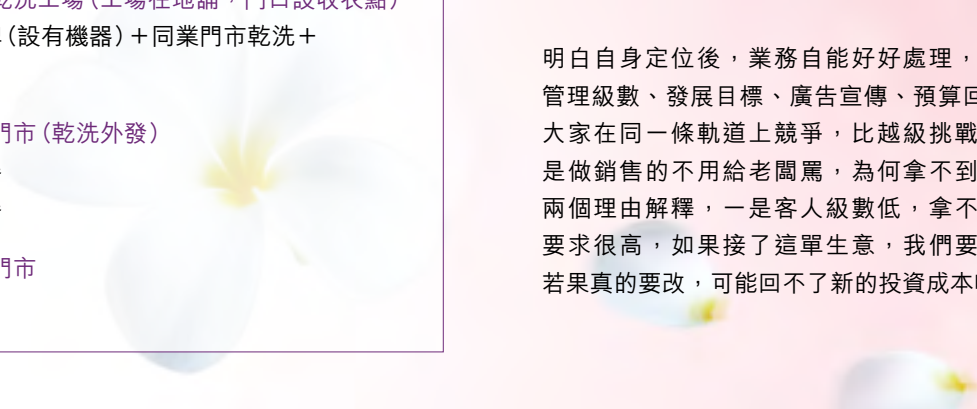 乾洗工場(工場在地舖，門口設收衣點)
(設有機器)＋同業門市乾洗＋
門市(乾洗外發)
門市
明白自身定位後，業務自能好好處理，
管理級數、發展目標、廣告宣傳、預算
大家在同一條軌道上競爭，比越級挑戰
是做銷售的不用給老闆罵，為何拿不到
兩個理由解釋，一是客人級數低，拿不
要求很高，如果接了這單生意，我們要
若果真的要改，可能回不了新的投資成本